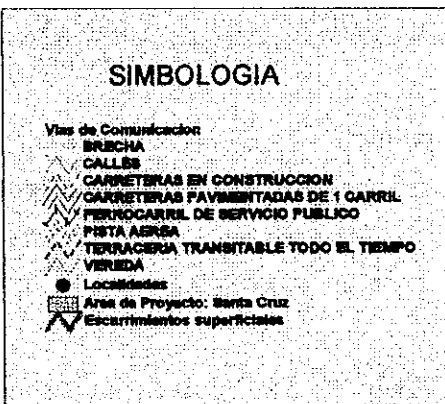 SIMBOLOGIA
Vias de Comunicacion
BRECHA
CALLES
CARRETERAS EN CONSTRUCCION
CARRETERAS PAVIMENTADAS DE 1 CARRIL
FERROCARRIL DE SERVICIO PUBLICO
PISTA AEREA
TERRACERIA TRANSITABLE TODO EL TIEMPO
VEREDA
Localidades
Area de Proyecto: Santa Cruz
Escurrimientos superficiales